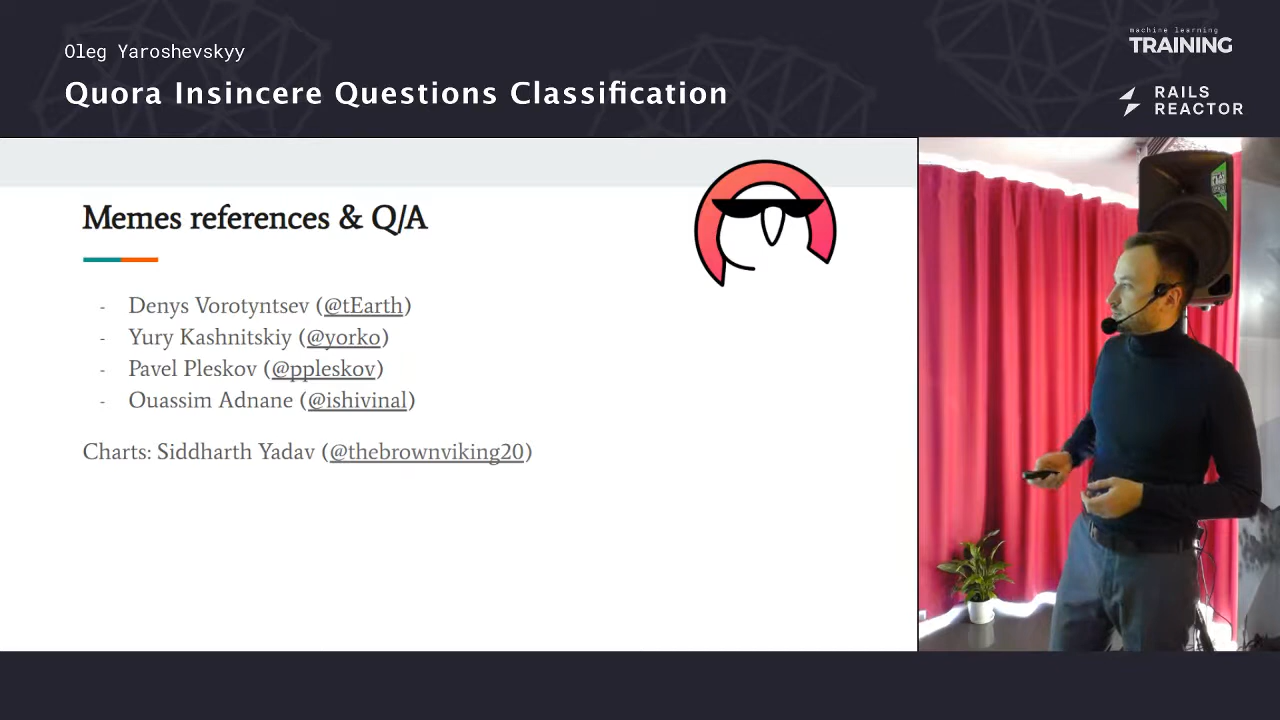 Oleg Yaroshevskyy
Quora Insincere Questions Classification
machine learning
TRAINING
RAILS
REACTOR
Memes references & Q/A
- Denys Vorotyntsev (@tEarth)
- Yury Kashnitskiy (@yorko)
- Pavel Pleskov (@ppleskov)
- Ouassim Adnane (@ishivinal)
Charts: Siddharth Yadav (@thebrownviking20)